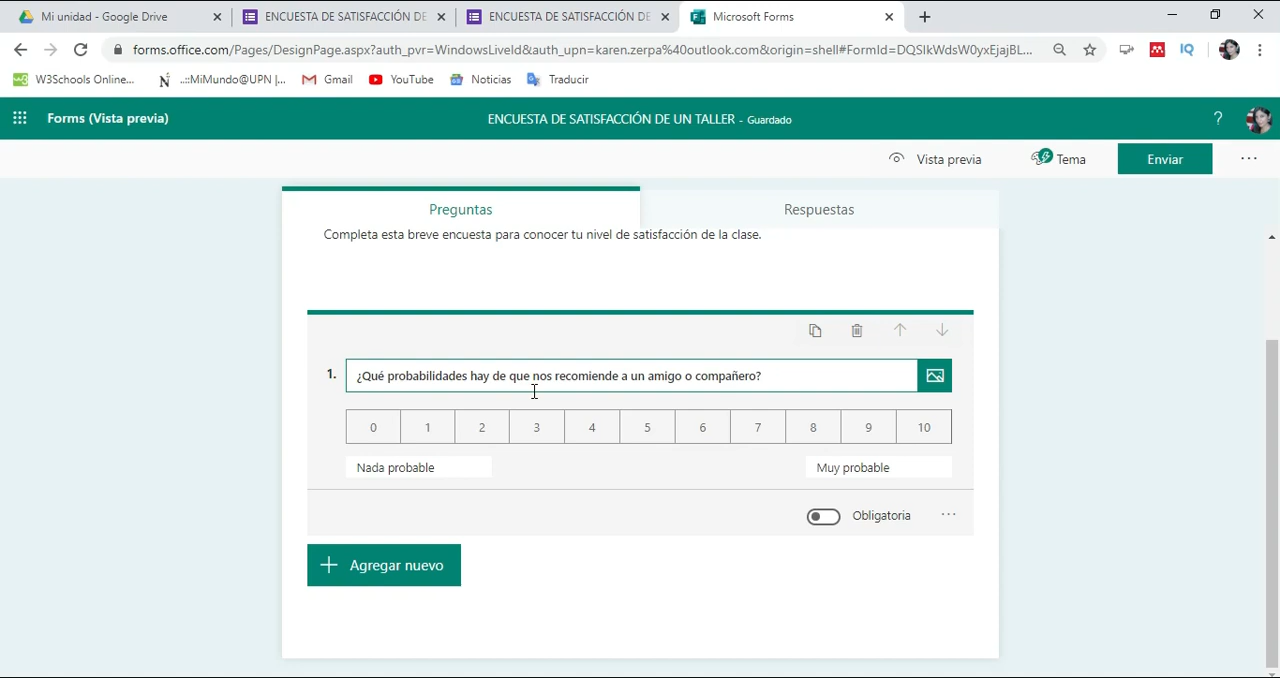 Mi unidad - Google Drive
ENCUESTA DE SATISFACCIÓN DE
ENCUESTA DE SATISFACCIÓN DE
Microsoft Forms
forms.office.com/Pages/DesignPage.aspx?auth_pvr=WindowsLiveId&auth_upn=karen.zerpa%40outlook.com&origin=shell#FormId=DQSIkWdsW0yxEjajBL...
W3Schools Online...
..::MiMundo@UPN |...
Gmail
YouTube
Noticias
Traducir
Forms (Vista previa)
ENCUESTA DE SATISFACCIÓN DE UN TALLER - Guardado
?
Vista previa
Tema
Enviar
...
Preguntas
Respuestas
Completa esta breve encuesta para conocer tu nivel de satisfacción de la clase.
1. ¿Qué probabilidades hay de que nos recomiende a un amigo o compañero?
0 1 2 3 4 5 6 7 8 9 10
Nada probable
Muy probable
Obligatoria
...
+ Agregar nuevo